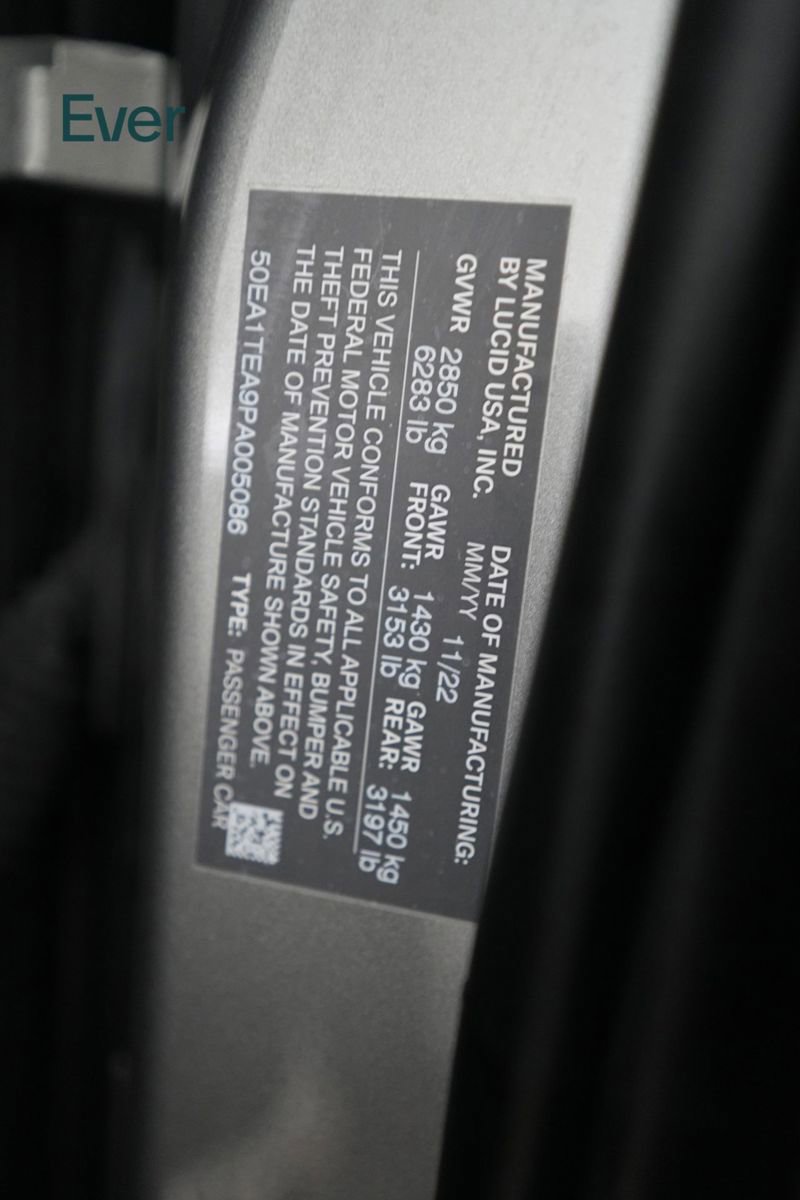 Ever
MANUFACTURED
BY LUCID USA, INC.
DATE OF MANUFACTURING:
MM/YY 11/22
GVWR 2850 kg
6283 lb
GAWR
FRONT: 1430 kg
3153 lb
GAWR
REAR: 1450 kg
3197 lb
THIS VEHICLE CONFORMS TO ALL APPLICABLE U.S.
FEDERAL MOTOR VEHICLE SAFETY, BUMPER AND
THEFT PREVENTION STANDARDS IN EFFECT ON
THE DATE OF MANUFACTURE SHOWN ABOVE.
50EA1TEA9PA005086 TYPE: PASSENGER CAR